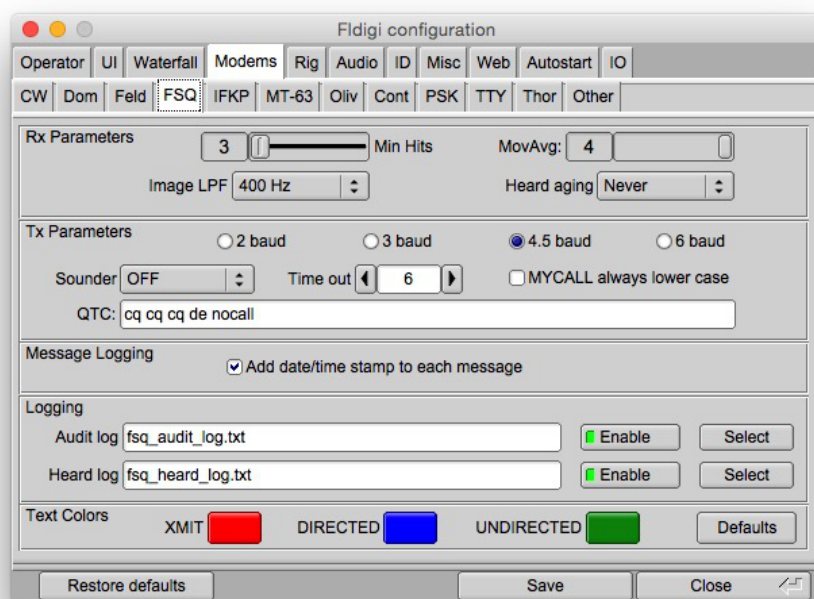 Fldigi configuration
Operator UI Waterfall Modems Rig Audio ID Misc Web Autostart IO
CW Dom Feld FSQ IFKP MT-63 Oliv Cont PSK TTY Thor Other
Rx Parameters 3 Min Hits MovAvg: 4
Image LPF 400 Hz Heard aging Never
Tx Parameters 2 baud 3 baud 4.5 baud 6 baud
Sounder OFF Time out 6 MYCALL always lower case
QTC: cq cq cq de nocall
Message Logging Add date/time stamp to each message
Logging
Audit log fsq_audit_log.txt Enable Select
Heard log fsq_heard_log.txt Enable Select
Text Colors XMIT DIRECTED UNDIRECTED Defaults
Restore defaults Save Close